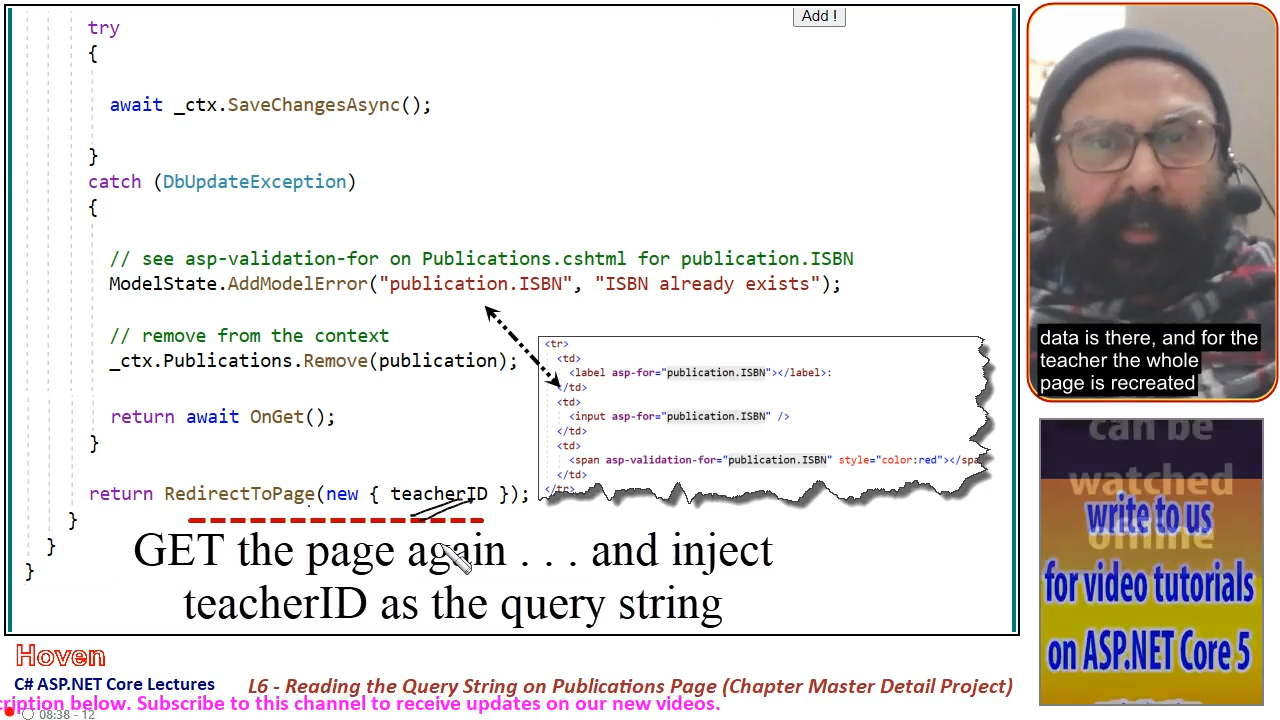 Add !
try
{
await _ctx.SaveChangesAsync();
}
catch (DbUpdateException)
{
// see asp-validation-for on Publications.cshtml for publication.ISBN
ModelState.AddModelError("publication.ISBN", "ISBN already exists");
// remove from the context
_ctx.Publications.Remove(publication);
return await OnGet();
}
return RedirectToPage(new { teacherID });
}
}
}
<tr>
<td>
<label asp-for="publication.ISBN"></label>:
</td>
<td>
<input asp-for="publication.ISBN" />
</td>
<td>
<span asp-validation-for="publication.ISBN" style="color:red"></spa
</td>
</tr>
GET the page again . . . and inject
teacherID as the query string
data is there, and for the
teacher the whole
page is recreated
can be
watched
online
write to us
for video tutorials
on ASP.NET Core 5
Hoven
C# ASP.NET Core Lectures
L6 - Reading the Query String on Publications Page (Chapter Master Detail Project)
cription below. Subscribe to this channel to receive updates on our new videos.
08:38 - 12